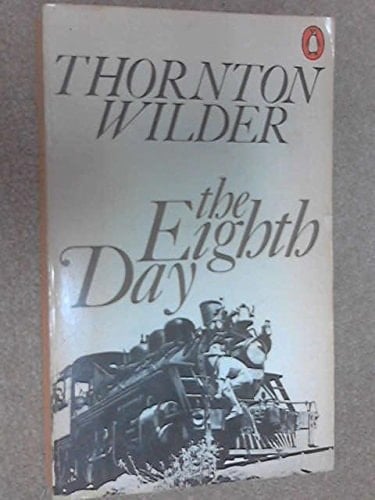 THORNTON
WILDER
the
Eighth
Day